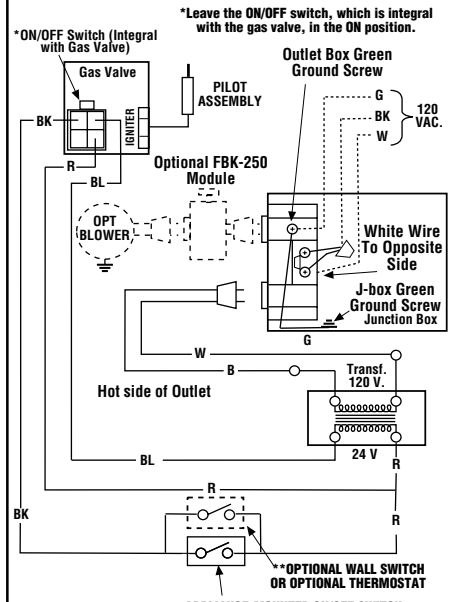 *Leave the ON/OFF switch, which is integral
with the gas valve, in the ON position.
*ON/OFF Switch (Integral
with Gas Valve)
Gas Valve
IGNITER
PILOT
ASSEMBLY
Outlet Box Green
Ground Screw
G
BK
W
120
VAC.
BK
R
BL
Optional FBK-250
Module
OPT
BLOWER
White Wire
To Opposite
Side
J-box Green
Ground Screw
Junction Box
G
W
B
Hot side of Outlet
Transf.
120 V.
24 V
BL
R
R
BK
R
**OPTIONAL WALL SWITCH
OR OPTIONAL THERMOSTAT